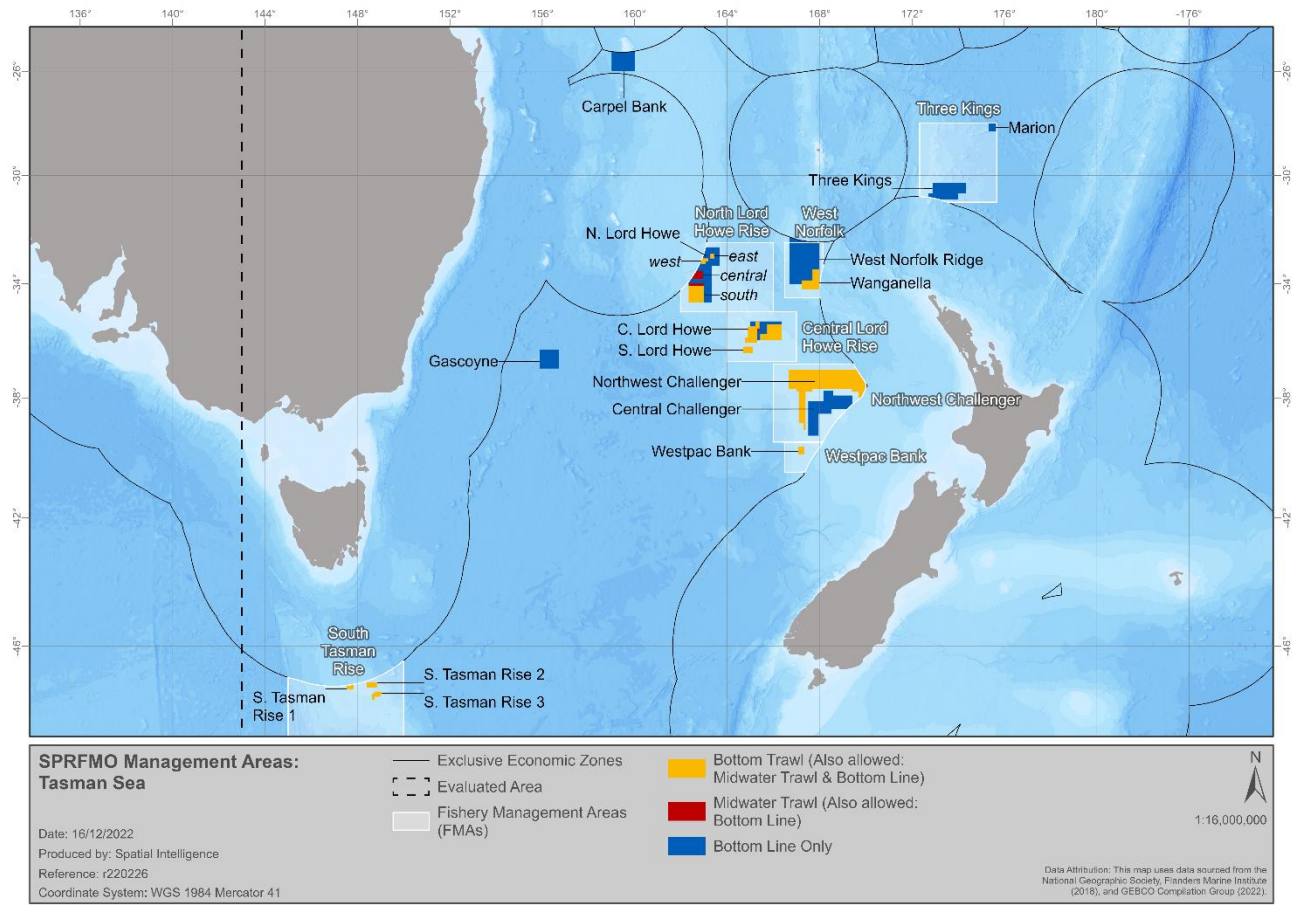 136°
140°
144°
148°
152°
156°
160°
164°
168°
172°
176°
180°
-176°
-26°
-26°
Carpel Bank
Three Kings
Marion
-30°
-30°
Three Kings
North Lord
Howe Rise
West
Norfolk
N. Lord Howe
west
east
central
south
West Norfolk Ridge
Wanganella
-34°
-34°
C. Lord Howe
S. Lord Howe
Central Lord
Howe Rise
Gascoyne
Northwest Challenger
Central Challenger
Northwest Challenger
-38°
-38°
Westpac Bank
Westpac Bank
-42°
-42°
South
Tasman
Rise
-46°
-46°
S. Tasman
Rise 1
S. Tasman Rise 2
S. Tasman Rise 3
SPRFMO Management Areas:
Tasman Sea
Date: 16/12/2022
Produced by: Spatial Intelligence
Reference: r220226
Coordinate System: WGS 1984 Mercator 41
Exclusive Economic Zones
Evaluated Area
Fishery Management Areas
(FMAs)
Bottom Trawl (Also allowed:
Midwater Trawl & Bottom Line)
Midwater Trawl (Also allowed:
Bottom Line)
Bottom Line Only
N
1:16,000,000
Data Attribution: This map uses data sourced from the
National Geographic Society, Flanders Marine Institute
(2018), and GEBCO Compilation Group (2022).